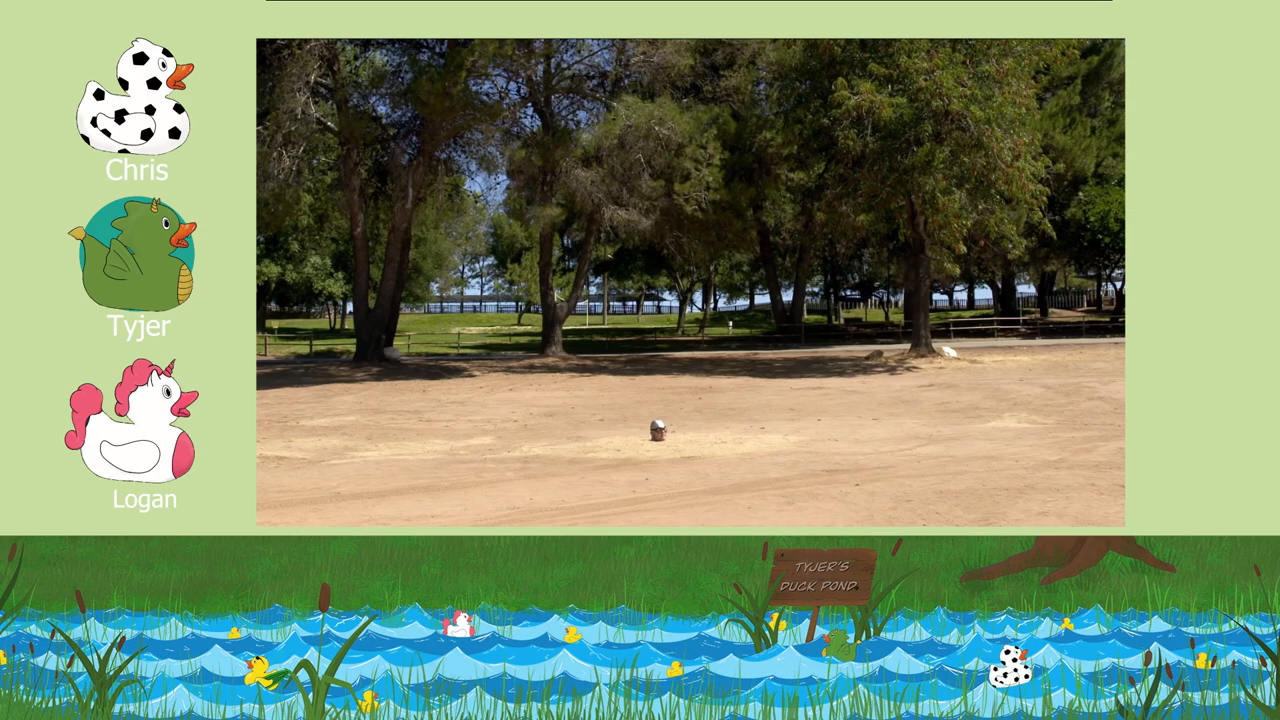 Chris
Tyjer
Logan
TYJER'S
DUCK POND